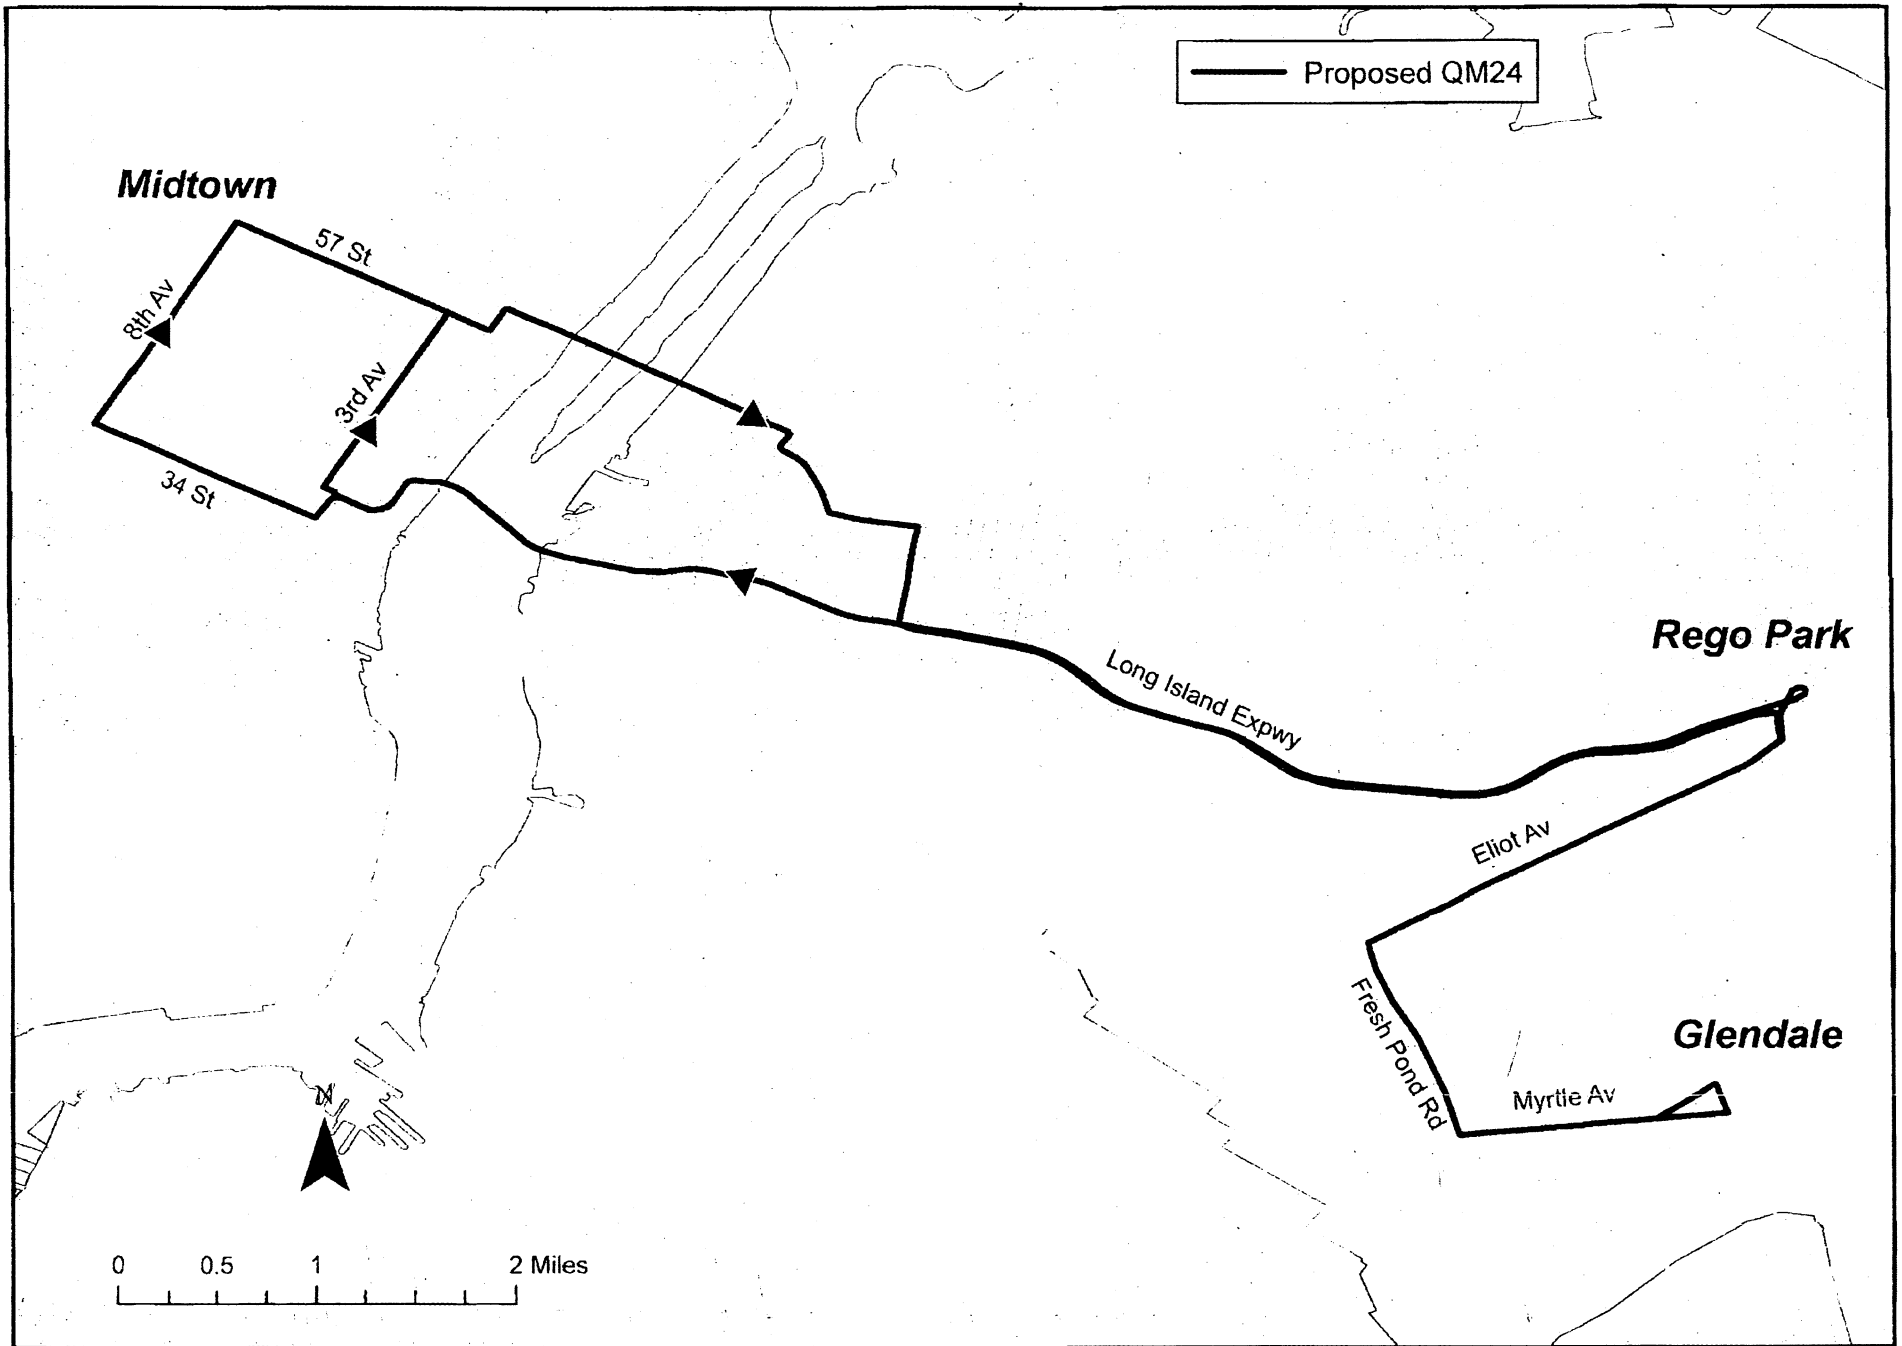 Proposed QM24
Midtown
57 St
8th Av
3rd Av
34 St
Rego Park
Long Island Expwy
Eliot Av
Fresh Pond Rd
Glendale
Myrtle Av
N
0 0.5 1 2 Miles